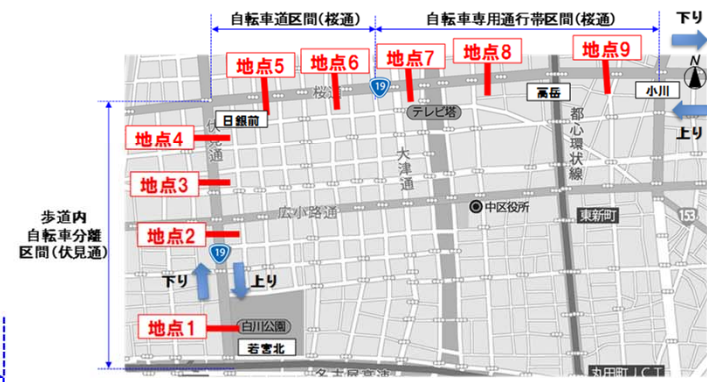 自転車道区間(桜通)
自転車専用通行帯区間(桜通)
下り
N
上り
地点5
地点6
地点7
地点8
地点9
桜通
19
日銀前
テレビ塔
高岳
小川
伏見通
地点4
地点3
大津通
都心環状線
歩道内
自転車分離
区間(伏見通)
広小路通
中区役所
東新町
153
地点2
19
下り
上り
地点1
白川公園
若宮北
名古屋高速
丸田町JCT